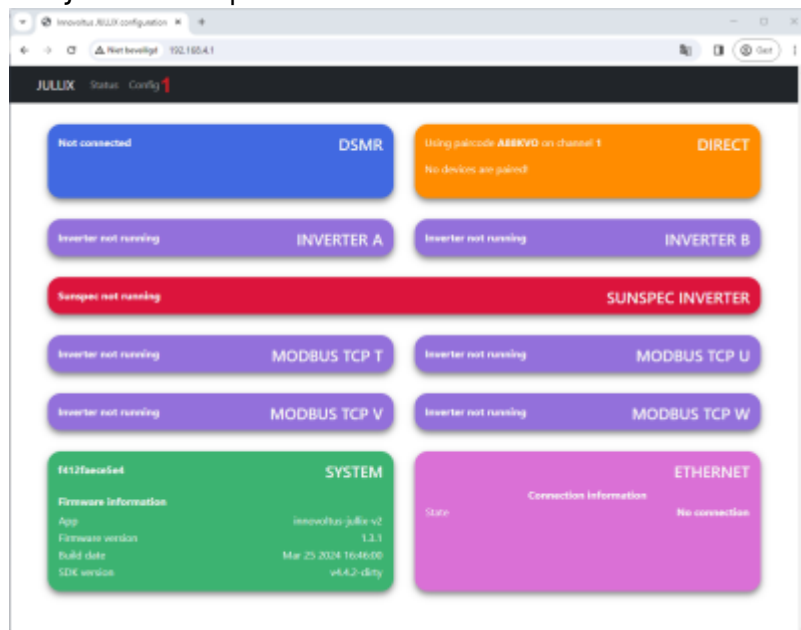 Innovoltus JULLIX configuration
Niet beveiligd 192.168.4.1
Gast
JULLIX Status Config 1
Not connected DSMR
Using paircode on channel 1 DIRECT
No devices are paired!
Inverter not running INVERTER A
Inverter not running INVERTER B
Sunspec not running SUNSPEC INVERTER
Inverter not running MODBUS TCP T
Inverter not running MODBUS TCP U
Inverter not running MODBUS TCP V
Inverter not running MODBUS TCP W
f412faece5e4 SYSTEM
Firmware information
App innovoltus-jullix-v2
Firmware version 1.3.1
Build date Mar 25 2024 16:46:00
SDK version v4.4.2-dirty
ETHERNET
Connection information
State No connection